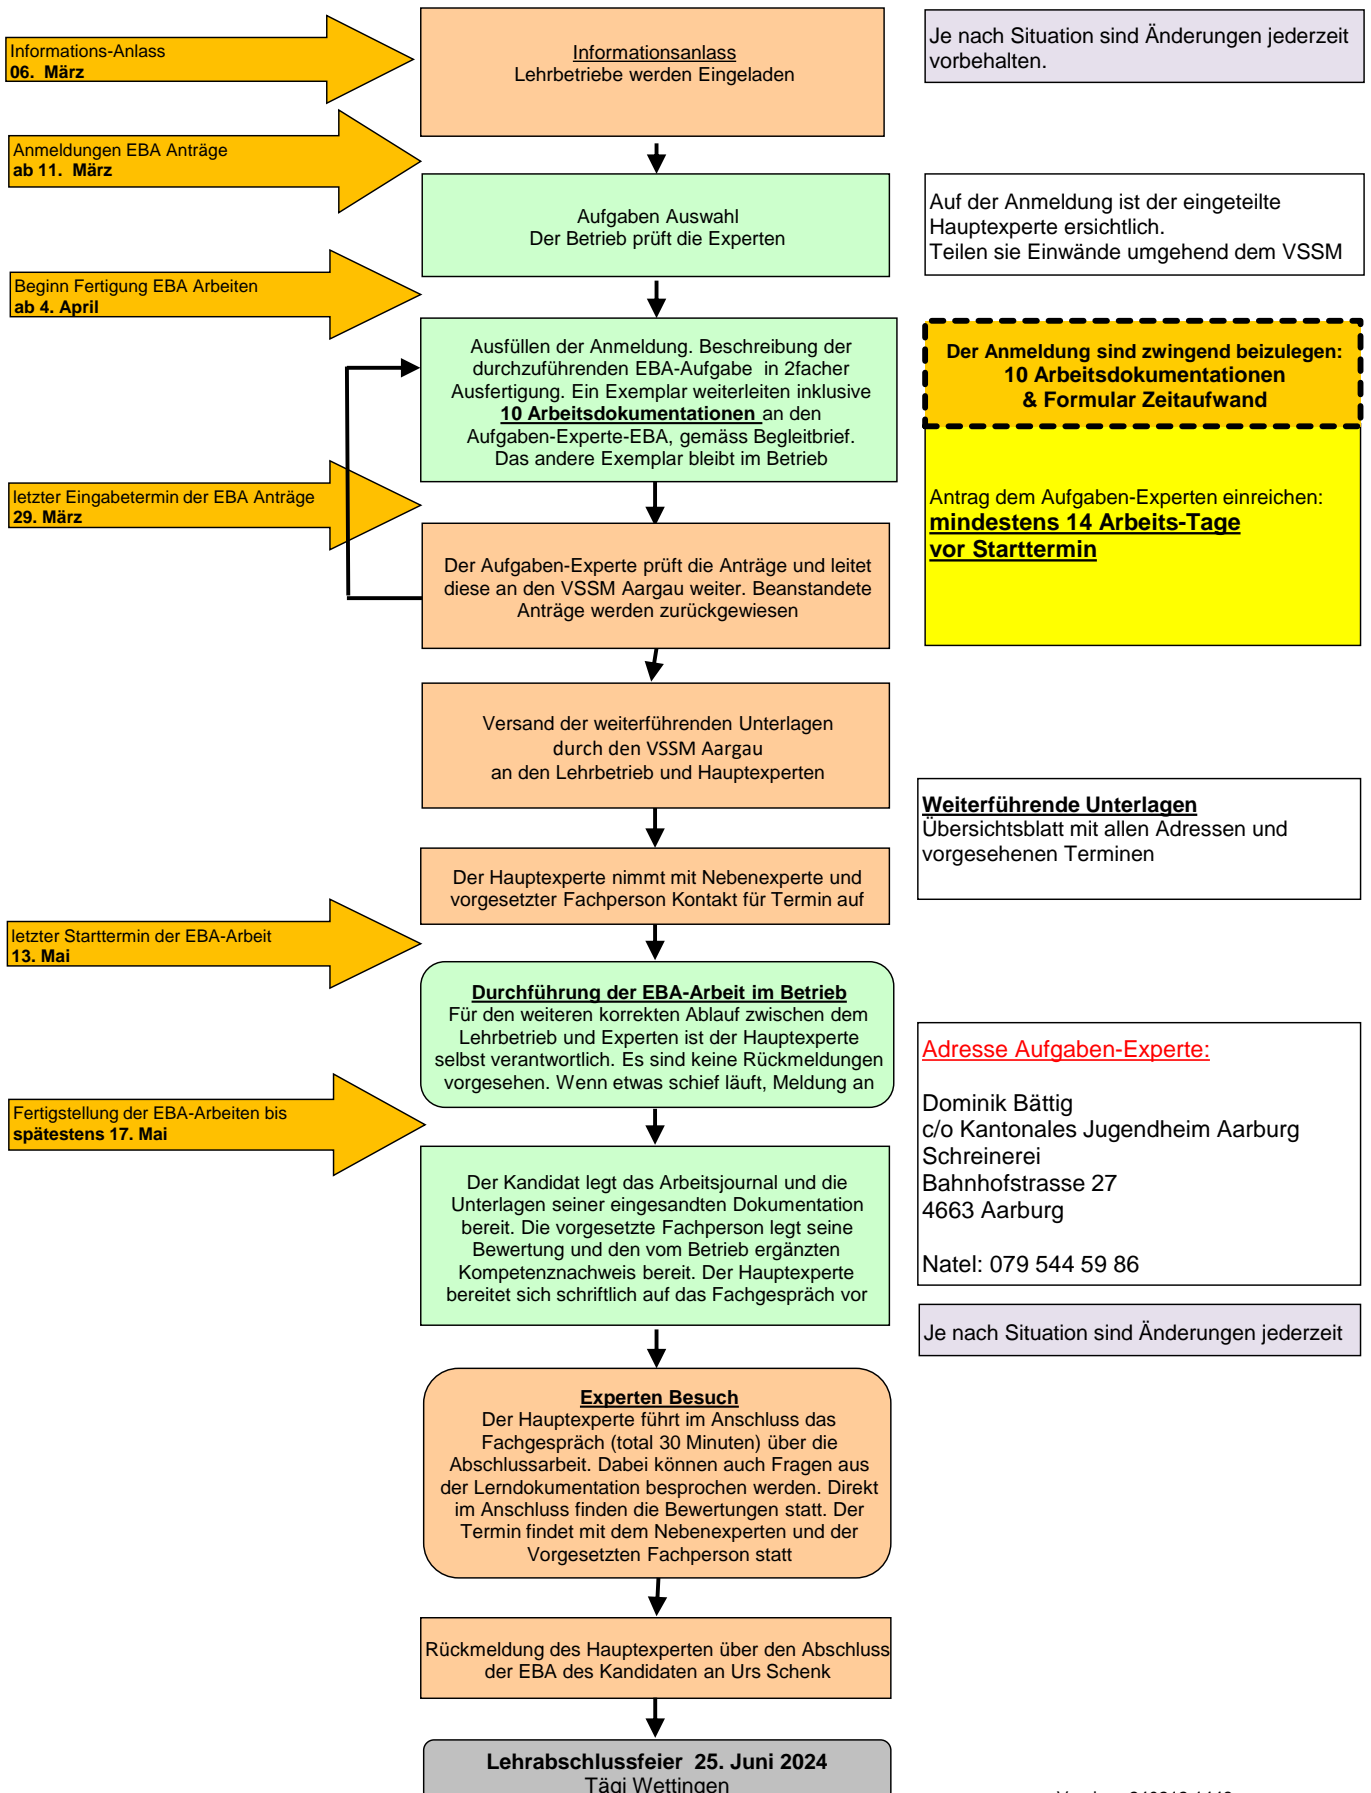 Informations-Anlass
06. März
Informationsanlass
Lehrbetriebe werden Eingeladen
Je nach Situation sind Änderungen jederzeit
vorbehalten.
Anmeldungen EBA Anträge
ab 11. März
Aufgaben Auswahl
Der Betrieb prüft die Experten
Auf der Anmeldung ist der eingeteilte
Hauptexperte ersichtlich.
Teilen sie Einwände umgehend dem VSSM
Beginn Fertigung EBA Arbeiten
ab 4. April
Ausfüllen der Anmeldung. Beschreibung der
durchzuführenden EBA-Aufgabe in 2facher
Ausfertigung. Ein Exemplar weiterleiten inklusive
10 Arbeitsdokumentationen an den
Aufgaben-Experte-EBA, gemäss Begleitbrief.
Das andere Exemplar bleibt im Betrieb
Der Anmeldung sind zwingend beizulegen:
10 Arbeitsdokumentationen
& Formular Zeitaufwand
letzter Eingabetermin der EBA Anträge
29. März
Antrag dem Aufgaben-Experten einreichen:
mindestens 14 Arbeits-Tage
vor Starttermin
Der Aufgaben-Experte prüft die Anträge und leitet
diese an den VSSM Aargau weiter. Beanstandete
Anträge werden zurückgewiesen
Versand der weiterführenden Unterlagen
durch den VSSM Aargau
an den Lehrbetrieb und Hauptexperten
Weiterführende Unterlagen
Übersichtsblatt mit allen Adressen und
vorgesehenen Terminen
Der Hauptexperte nimmt mit Nebenexperte und
vorgesetzter Fachperson Kontakt für Termin auf
letzter Starttermin der EBA-Arbeit
13. Mai
Durchführung der EBA-Arbeit im Betrieb
Für den weiteren korrekten Ablauf zwischen dem
Lehrbetrieb und Experten ist der Hauptexperte
selbst verantwortlich. Es sind keine Rückmeldungen
vorgesehen. Wenn etwas schief läuft, Meldung an
Adresse Aufgaben-Experte:
Dominik Bättig
c/o Kantonales Jugendheim Aarburg
Schreinerei
Bahnhofstrasse 27
4663 Aarburg
Natel: 079 544 59 86
Fertigstellung der EBA-Arbeiten bis
spätestens 17. Mai
Der Kandidat legt das Arbeitsjournal und die
Unterlagen seiner eingesandten Dokumentation
bereit. Die vorgesetzte Fachperson legt seine
Bewertung und den vom Betrieb ergänzten
Kompetenznachweis bereit. Der Hauptexperte
bereitet sich schriftlich auf das Fachgespräch vor
Je nach Situation sind Änderungen jederzeit
Experten Besuch
Der Hauptexperte führt im Anschluss das
Fachgespräch (total 30 Minuten) über die
Abschlussarbeit. Dabei können auch Fragen aus
der Lerndokumentation besprochen werden. Direkt
im Anschluss finden die Bewertungen statt. Der
Termin findet mit dem Nebenexperten und der
Vorgesetzten Fachperson statt
Rückmeldung des Hauptexperten über den Abschluss
der EBA des Kandidaten an Urs Schenk
Lehrabschlussfeier 25. Juni 2024
Tägi Wettingen